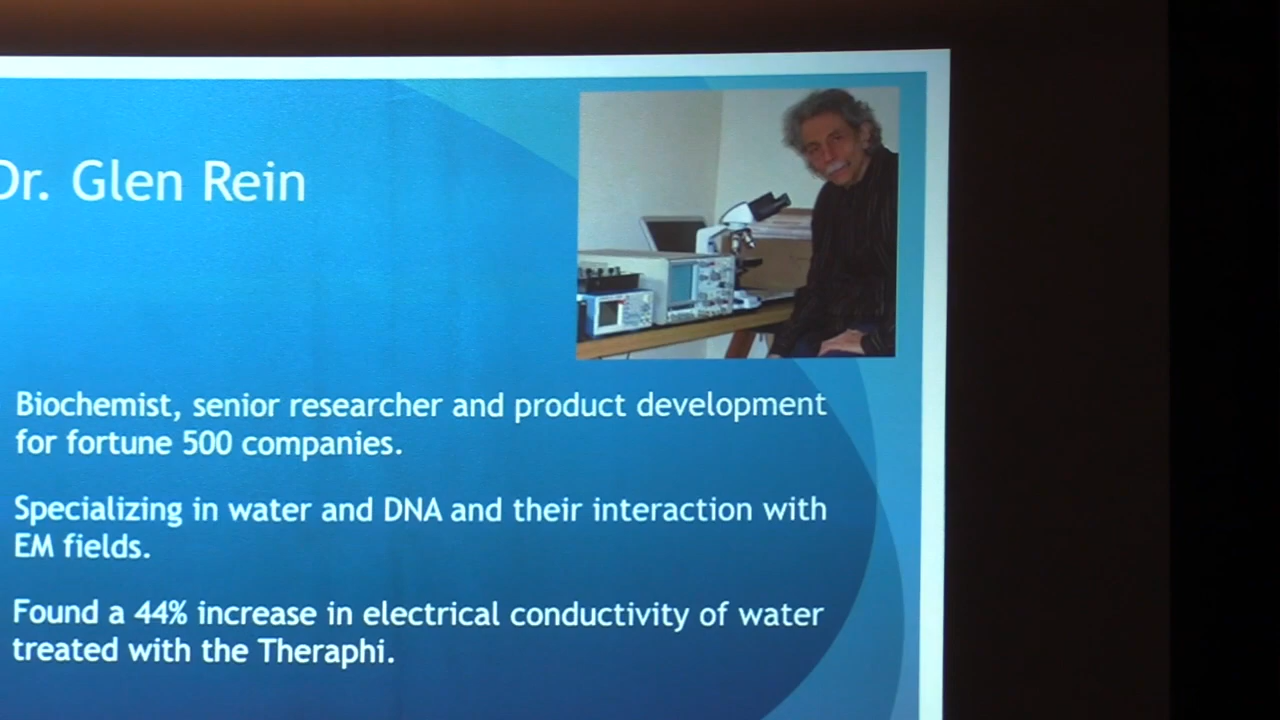 Dr. Glen Rein
Biochemist, senior researcher and product development
for fortune 500 companies.
Specializing in water and DNA and their interaction with
EM fields.
Found a 44% increase in electrical conductivity of water
treated with the Theraphi.